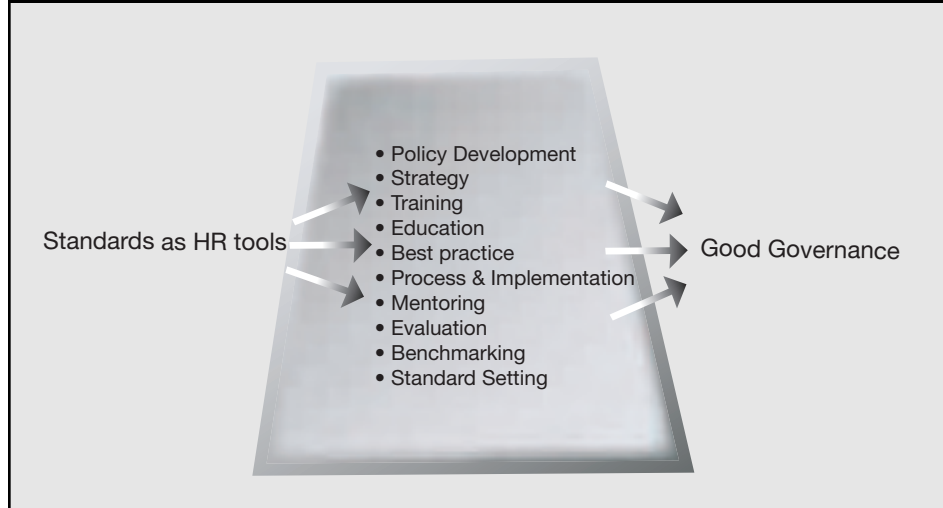 Standards as HR tools
• Policy Development
• Strategy
• Training
• Education
• Best practice
• Process & Implementation
• Mentoring
• Evaluation
• Benchmarking
• Standard Setting
Good Governance